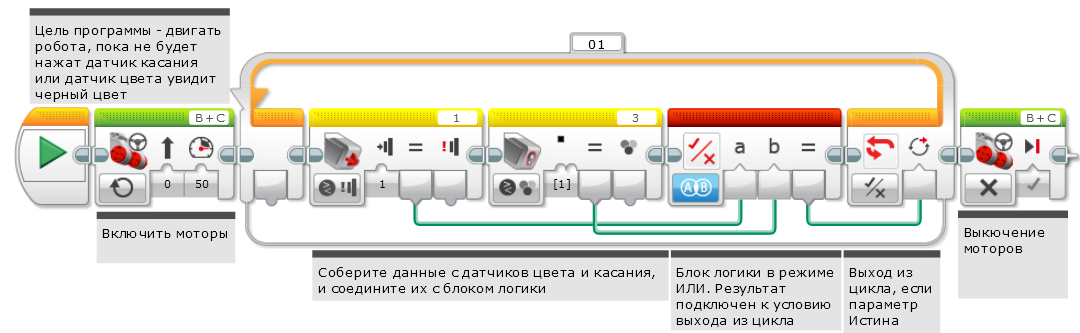 Цель программы - двигать
робота, пока не будет
нажат датчик касания
или датчик цвета увидит
черный цвет
01
B+C
1
3
B+C
a
b
=
=
=
0
50
1
[1]
AB
Включить моторы
Соберите данные с датчиков цвета и касания,
и соедините их с блоком логики
Блок логики в режиме
ИЛИ. Результат
подключен к условию
выхода из цикла
Выход из
цикла, если
параметр
Истина
Выкючение
моторов